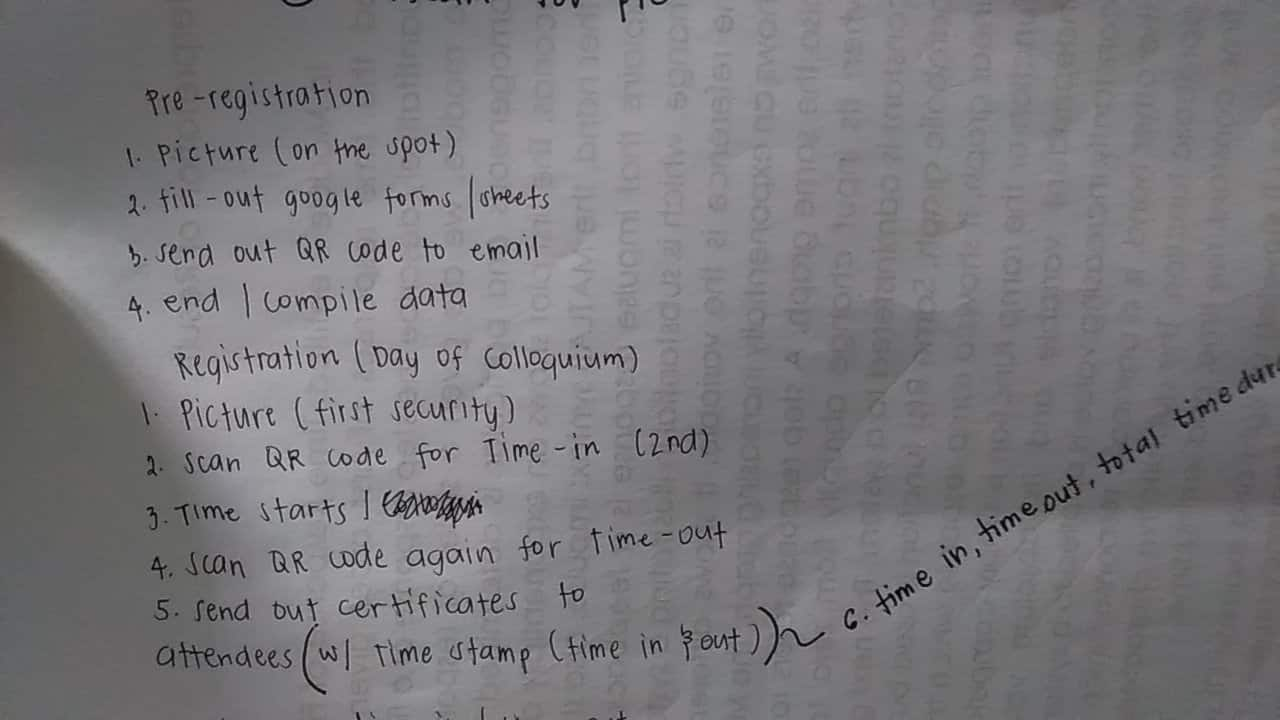 for
Pre-registration
1. Picture (on the spot)
2. fill-out google forms / sheets
3. send out QR code to email
4. end / compile data
Registration (Day of Colloquium)
1. Picture (first security)
2. scan QR code for Time-in (2nd)
3. Time starts /
4. scan QR code again for Time-out
5. send out certificates to
attendees (w/ Time stamp (time in & out))
6. time in, time out, total time